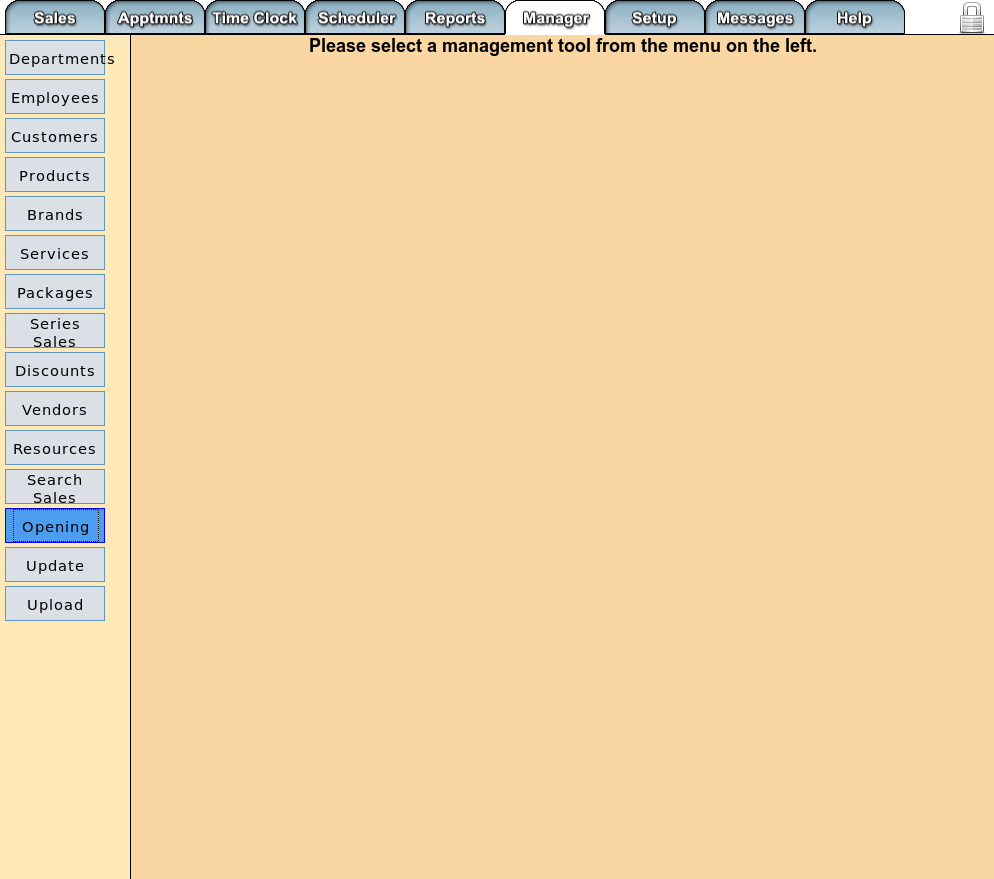 Sales Apptmnts Time Clock Scheduler Reports Manager Setup Messages Help
Please select a management tool from the menu on the left.
Departments
Employees
Customers
Products
Brands
Services
Packages
Series
Sales
Discounts
Vendors
Resources
Search
Sales
Opening
Update
Upload